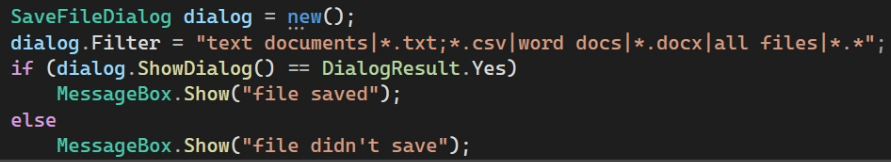 SaveFileDialog dialog = new();
dialog.Filter = "text documents|*.txt;*.csv|word docs|*.docx|all files|*.*";
if (dialog.ShowDialog() == DialogResult.Yes)
    MessageBox.Show("file saved");
else
    MessageBox.Show("file didn't save");